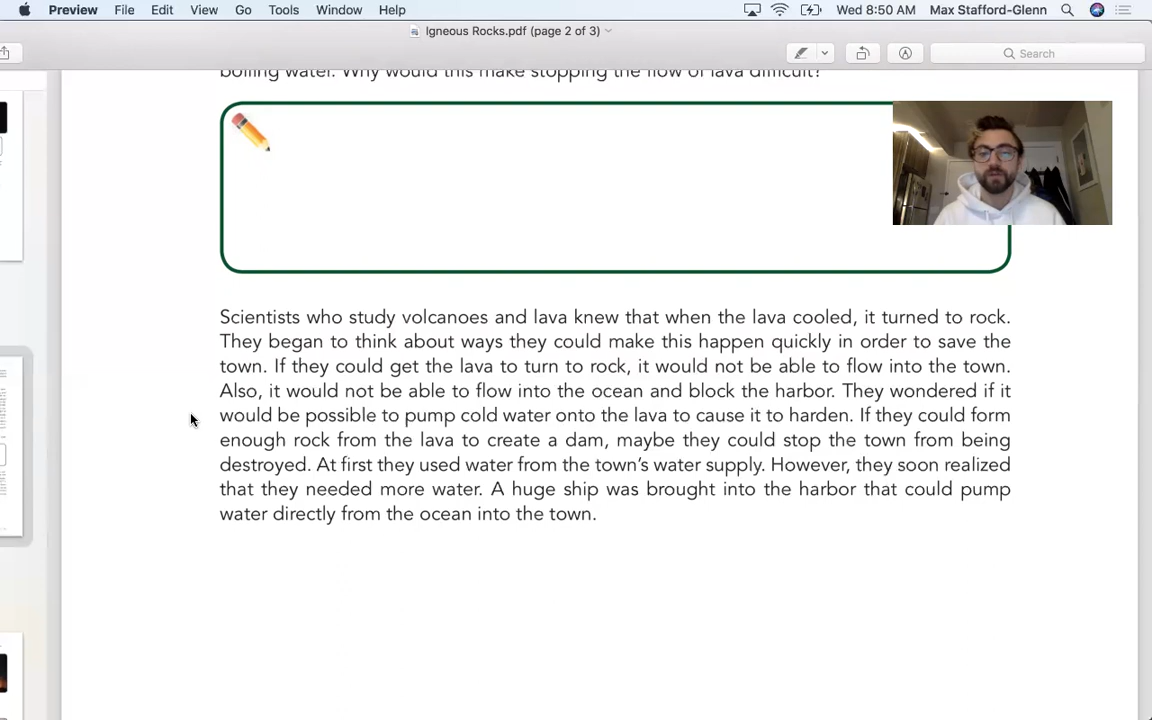 Preview File Edit View Go Tools Window Help Wed 8:50 AM Max Stafford-Glenn
Igneous Rocks.pdf (page 2 of 3)
Search
boiling water. Why would this make stopping the flow of lava difficult?
Scientists who study volcanoes and lava knew that when the lava cooled, it turned to rock.
They began to think about ways they could make this happen quickly in order to save the
town. If they could get the lava to turn to rock, it would not be able to flow into the town.
Also, it would not be able to flow into the ocean and block the harbor. They wondered if it
would be possible to pump cold water onto the lava to cause it to harden. If they could form
enough rock from the lava to create a dam, maybe they could stop the town from being
destroyed. At first they used water from the town's water supply. However, they soon realized
that they needed more water. A huge ship was brought into the harbor that could pump
water directly from the ocean into the town.